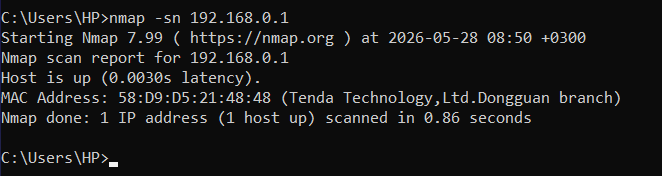 C:\Users\HP>nmap -sn 192.168.0.1
Starting Nmap 7.99 ( https://nmap.org ) at 2026-05-28 08:50 +0300
Nmap scan report for 192.168.0.1
Host is up (0.0030s latency).
MAC Address: 58:D9:D5:21:48:48 (Tenda Technology,Ltd.Dongguan branch)
Nmap done: 1 IP address (1 host up) scanned in 0.86 seconds
C:\Users\HP>